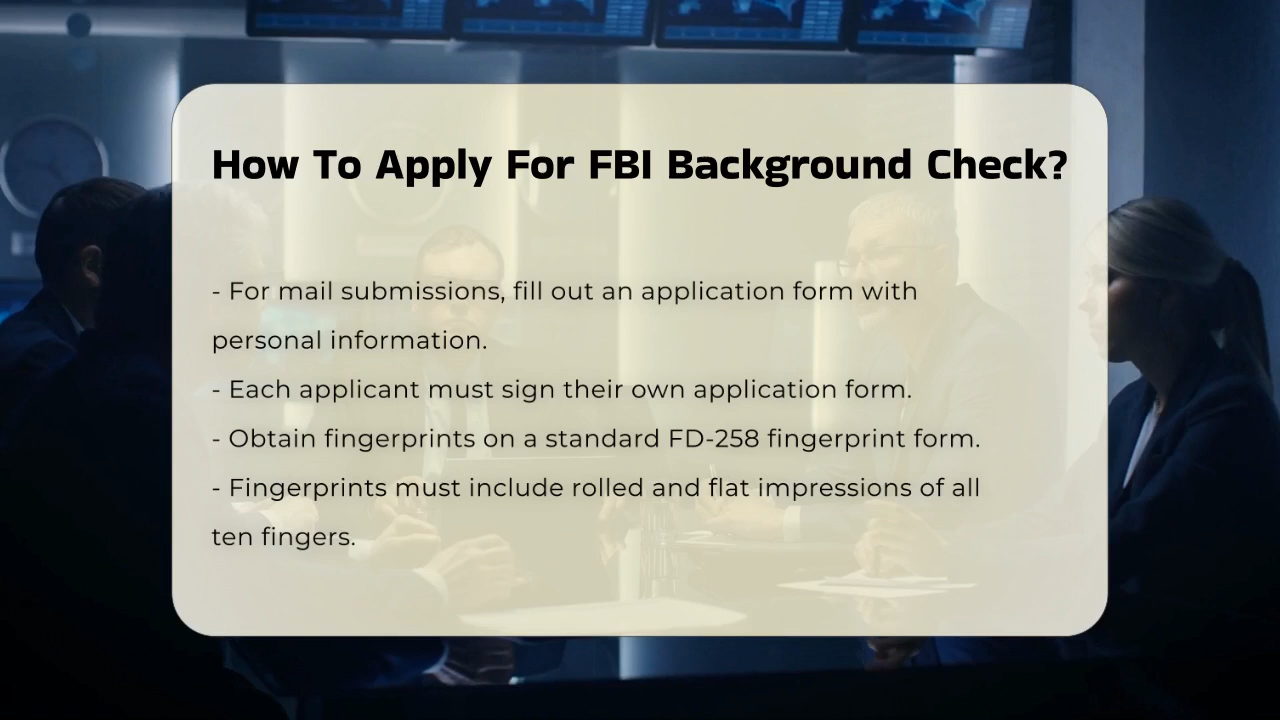 How To Apply For FBI Background Check?
- For mail submissions, fill out an application form with
personal information.
- Each applicant must sign their own application form.
- Obtain fingerprints on a standard FD-258 fingerprint form.
- Fingerprints must include rolled and flat impressions of all
ten fingers.